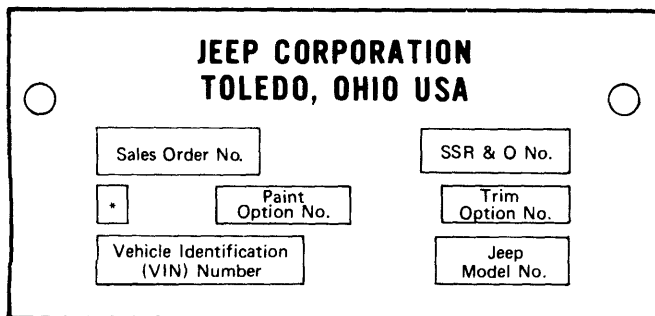 JEEP CORPORATION
TOLEDO, OHIO USA
Sales Order No.
SSR & O No.
*
Paint
Option No.
Trim
Option No.
Vehicle Identification
(VIN) Number
Jeep
Model No.